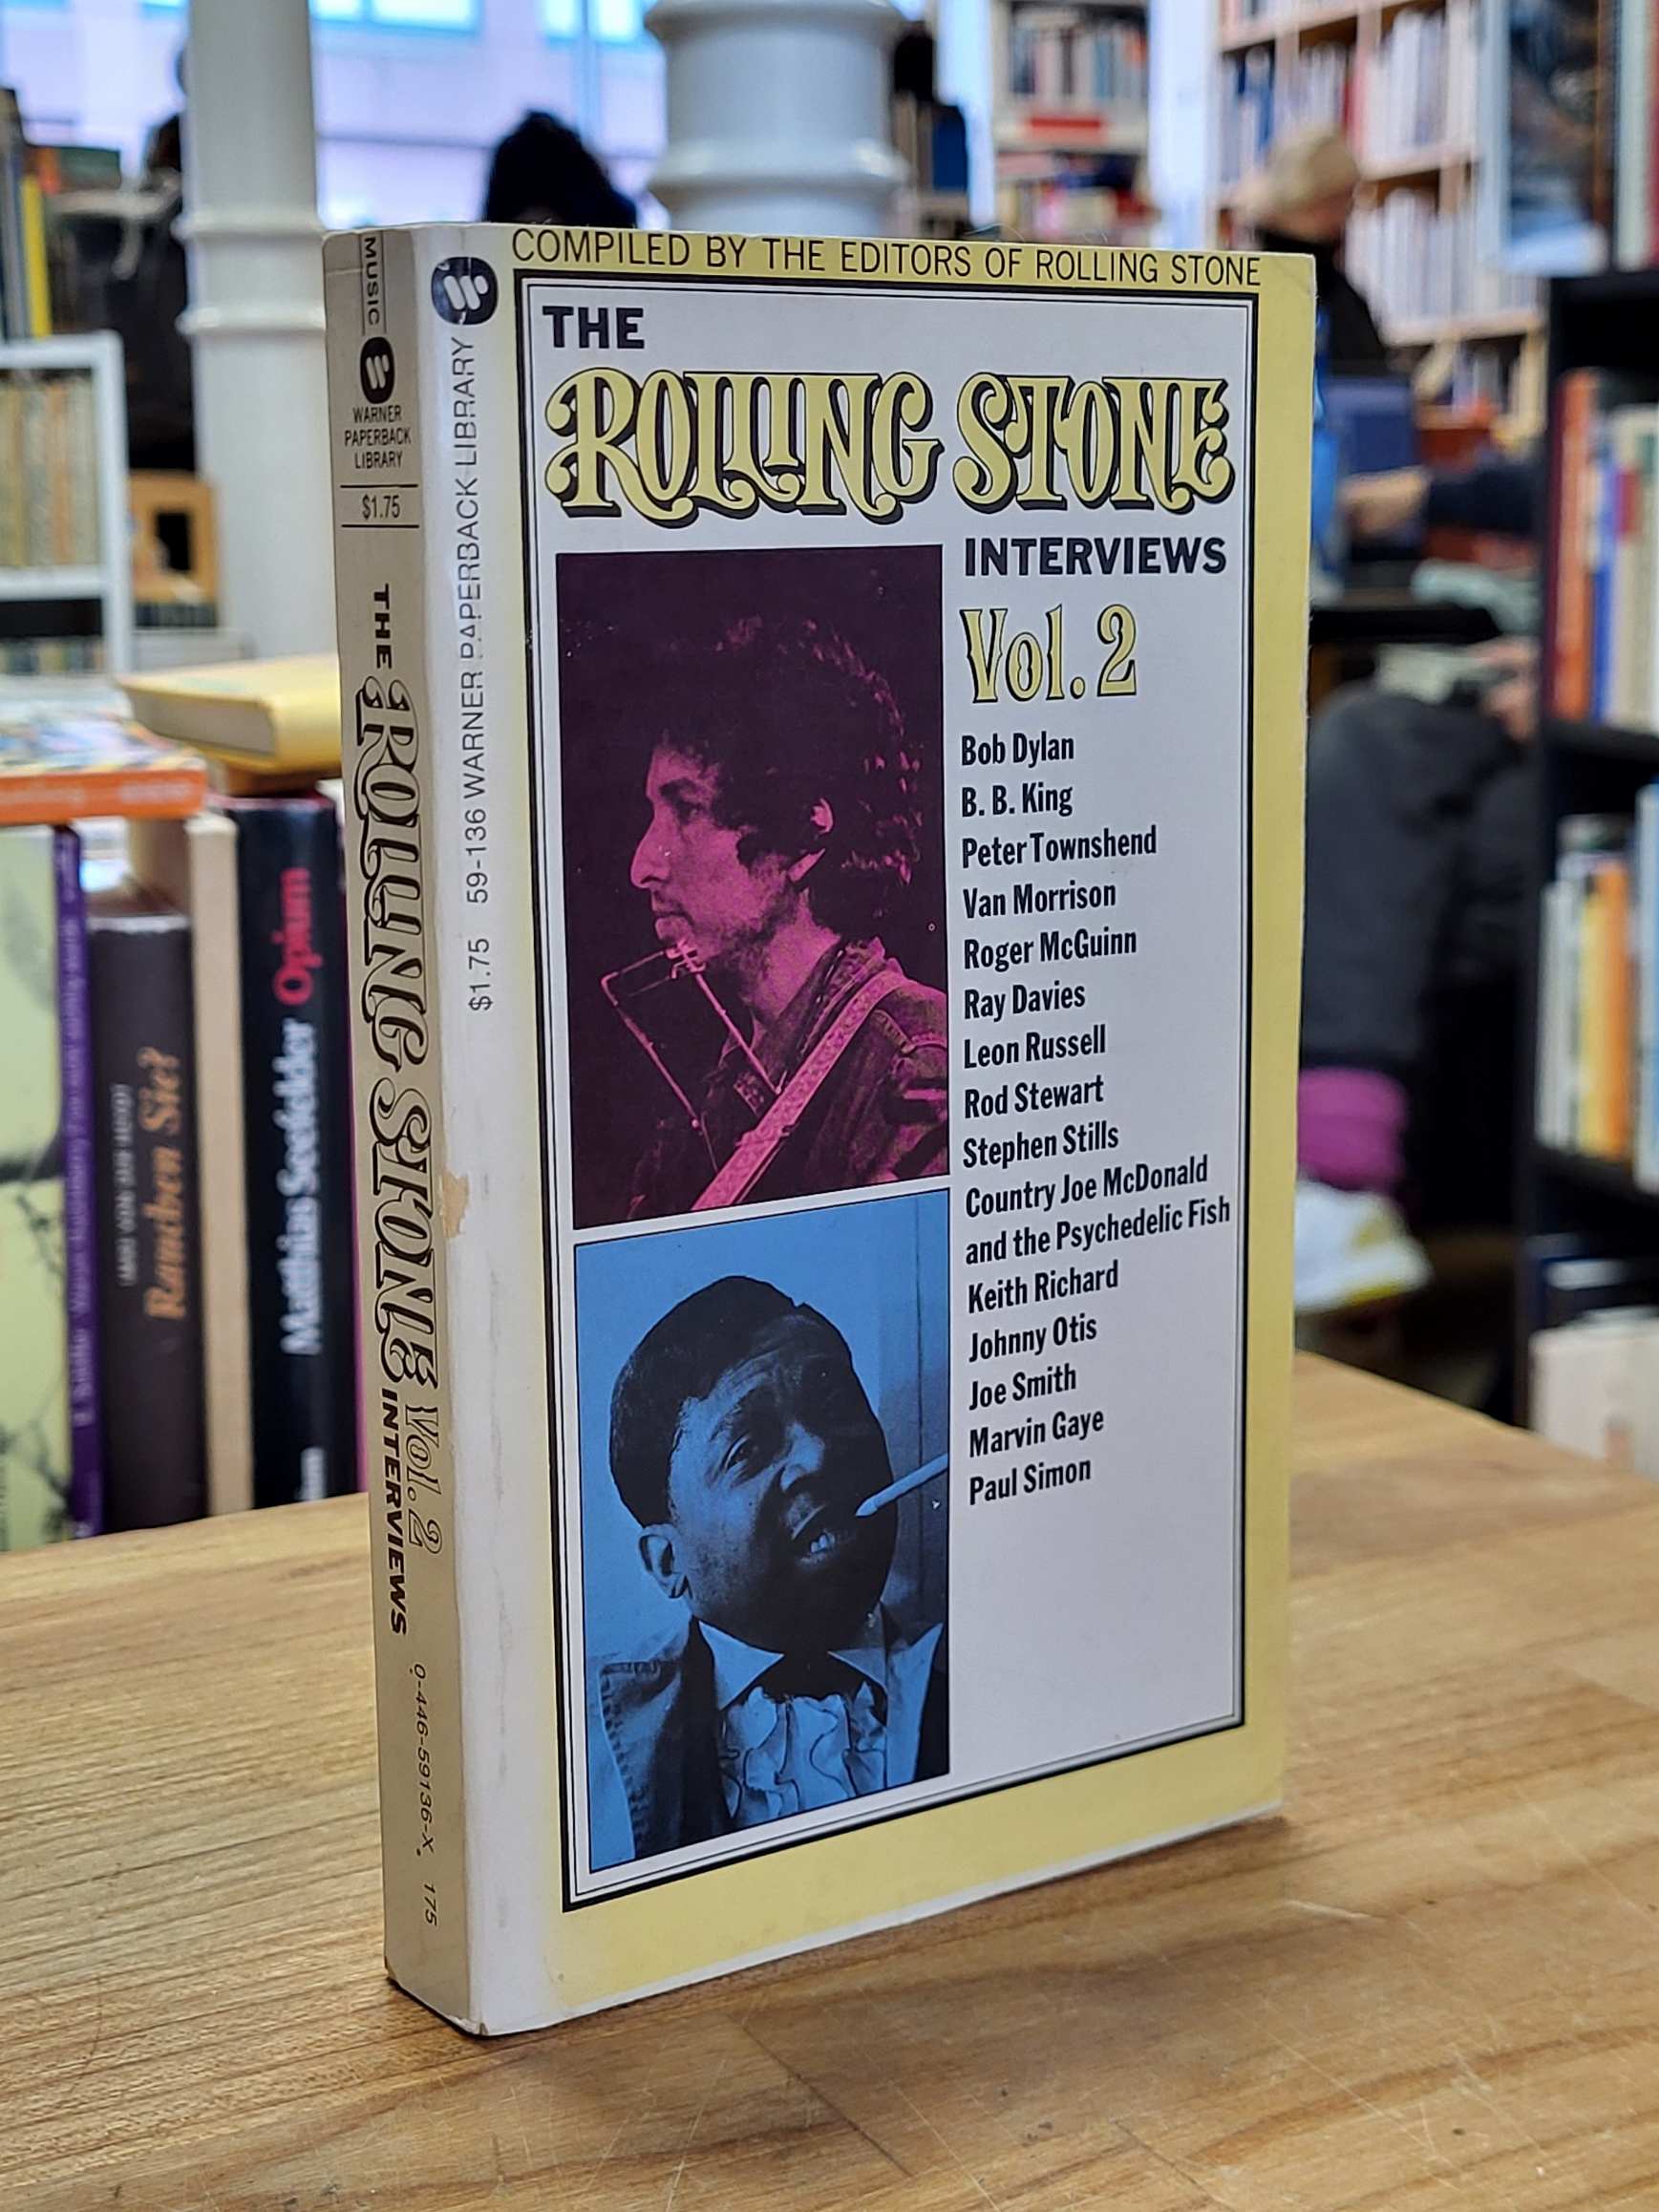 COMPILED BY THE EDITORS OF ROLLING STONE
THE
ROLLING STONE
INTERVIEWS
Vol. 2
Bob Dylan
B. B. King
Peter Townshend
Van Morrison
Roger McGuinn
Ray Davies
Leon Russell
Rod Stewart
Stephen Stills
Country Joe McDonald
and the Psychedelic Fish
Keith Richard
Johnny Otis
Joe Smith
Marvin Gaye
Paul Simon
$1.75 59-136 WARNER PAPERBACK LIBRARY
MUSIC
WARNER
PAPERBACK
LIBRARY
$1.75
THE ROLLING STONE INTERVIEWS Vol. 2
0-446-59136-X 175
Matthias Seefelder Opium
Rauchen Sie?